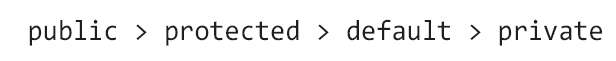 public > protected > default > private